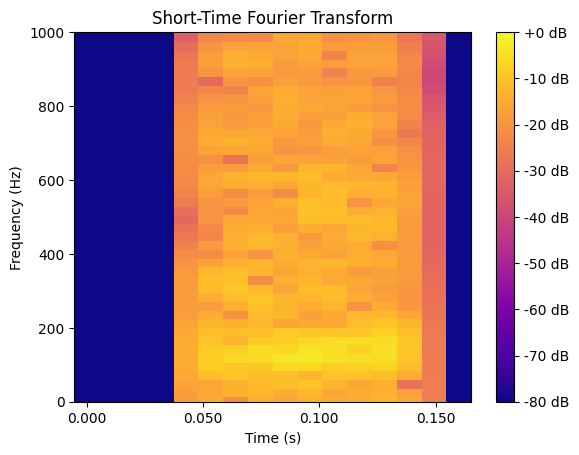 Short-Time Fourier Transform
Frequency (Hz)
1000
800
600
400
200
0
0.000
0.050
0.100
0.150
Time (s)
+0 dB
-10 dB
-20 dB
-30 dB
-40 dB
-50 dB
-60 dB
-70 dB
-80 dB